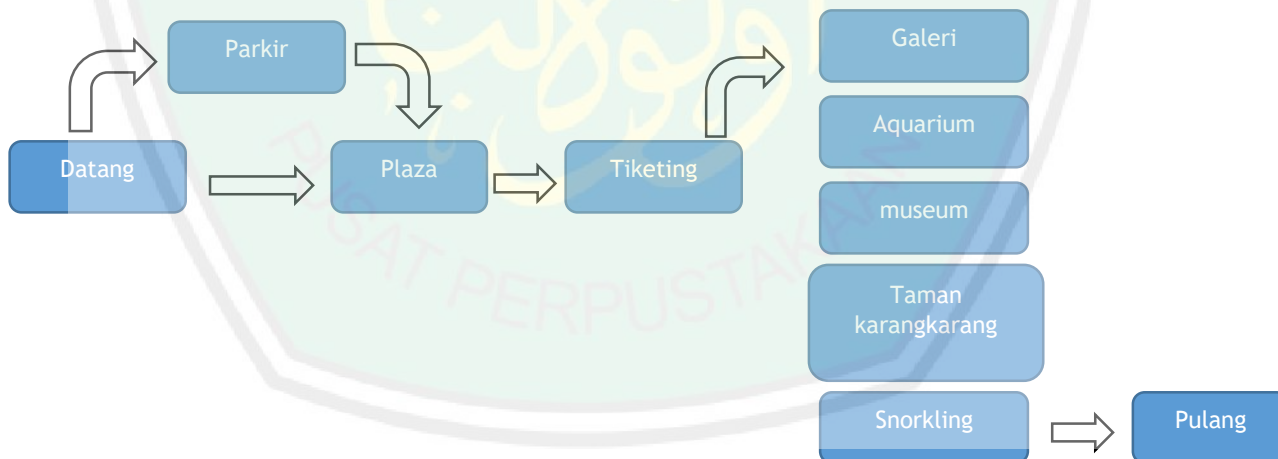 Parkir
Datang
Plaza
Tiketing
Galeri
Aquarium
museum
Taman
karangkarang
Snorkling
Pulang
PUSAT PERPUSTAKAAN